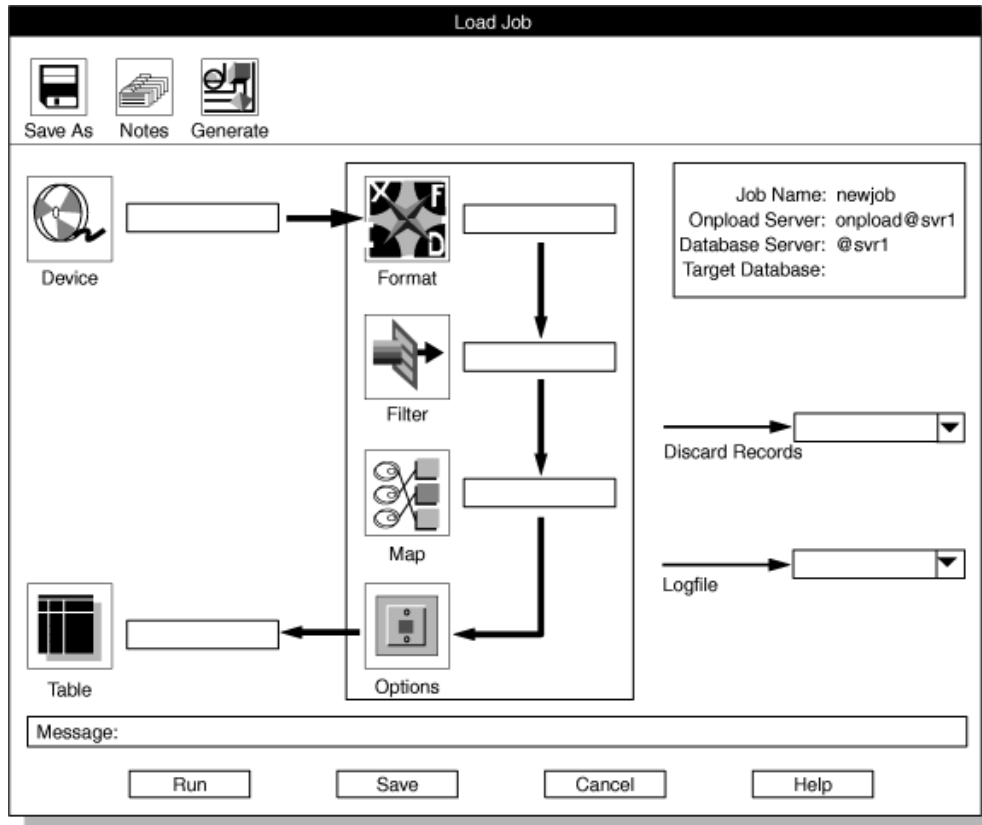 Load Job
Save As
Notes
Generate
Device
X F
D
Format
Job Name: newjob
Onpload Server: onpload@svr1
Database Server: @svr1
Target Database:
Filter
Discard Records
Map
Logfile
Table
Options
Message:
Run
Save
Cancel
Help